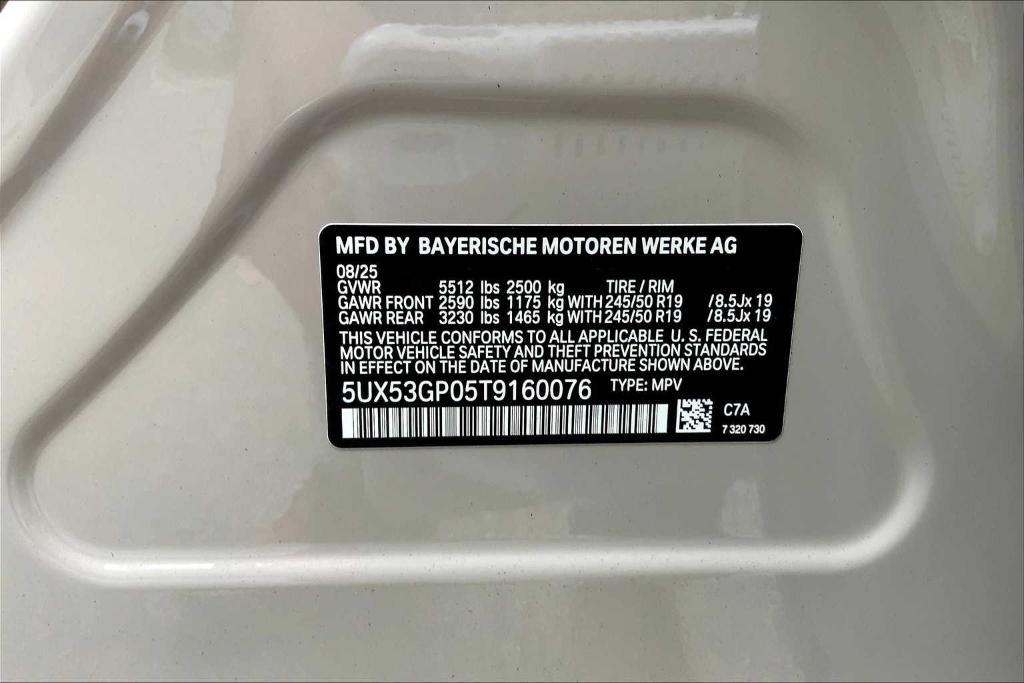 MFD BY BAYERISCHE MOTOREN WERKE AG
08/25
GVWR 5512 lbs 2500 kg TIRE / RIM
GAWR FRONT 2590 lbs 1175 kg WITH 245/50 R19 /8.5Jx 19
GAWR REAR 3230 lbs 1465 kg WITH 245/50 R19 /8.5Jx 19
THIS VEHICLE CONFORMS TO ALL APPLICABLE U. S. FEDERAL
MOTOR VEHICLE SAFETY AND THEFT PREVENTION STANDARDS
IN EFFECT ON THE DATE OF MANUFACTURE SHOWN ABOVE.
5UX53GP05T9160076 TYPE: MPV
C7A
7 320 730